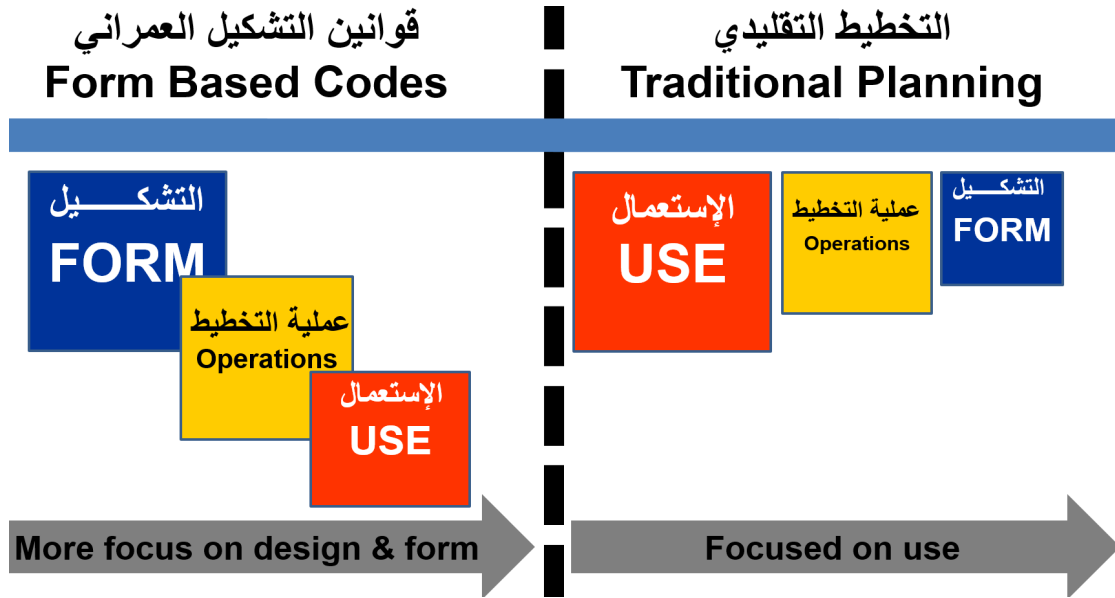 قوانين التشكيل العمراني
Form Based Codes
التشكـــــــيل
FORM
عملية التخطيط
Operations
الإستعمال
USE
More focus on design & form
التخطيط التقليدي
Traditional Planning
الإستعمال
USE
عملية التخطيط
Operations
التشكـــــيل
FORM
Focused on use